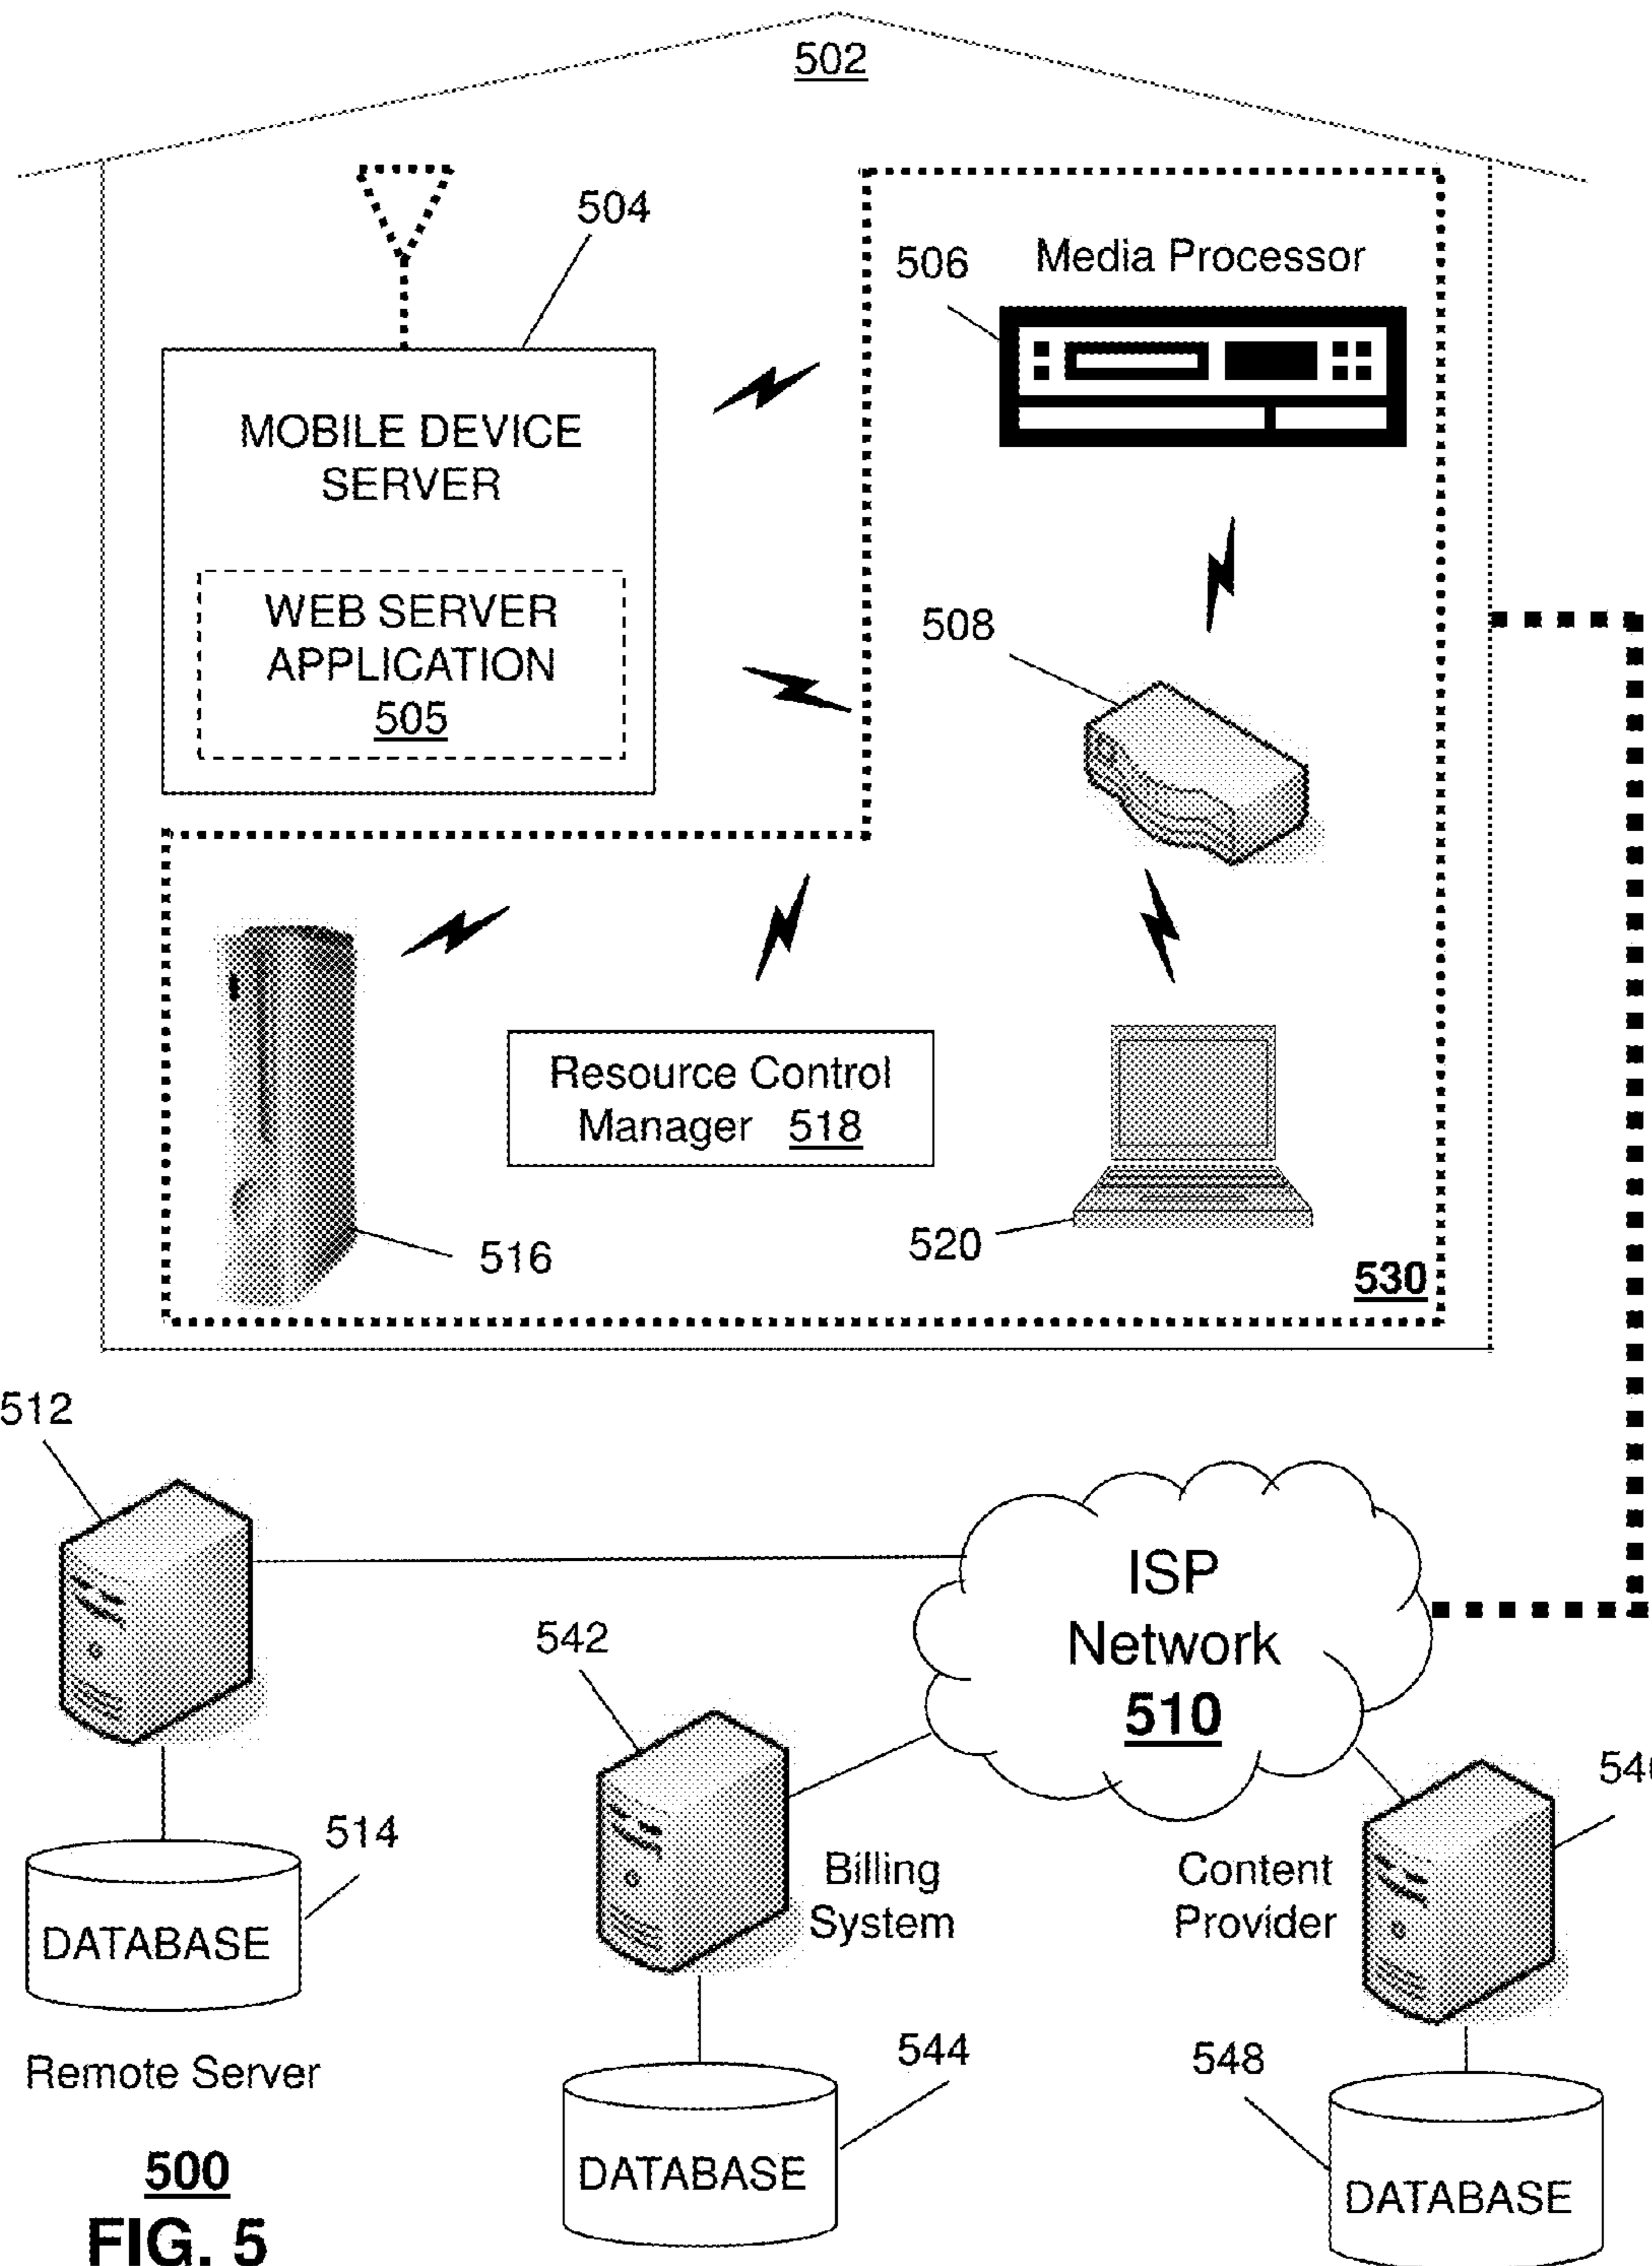 502
504
506
Media Processor
MOBILE DEVICE
SERVER
WEB SERVER
APPLICATION
505
508
Resource Control
Manager 518
516
520
530
512
ISP
Network
510
542
514
DATABASE
Billing
System
Content
Provider
Remote Server
544
548
DATABASE
DATABASE
500
FIG. 5